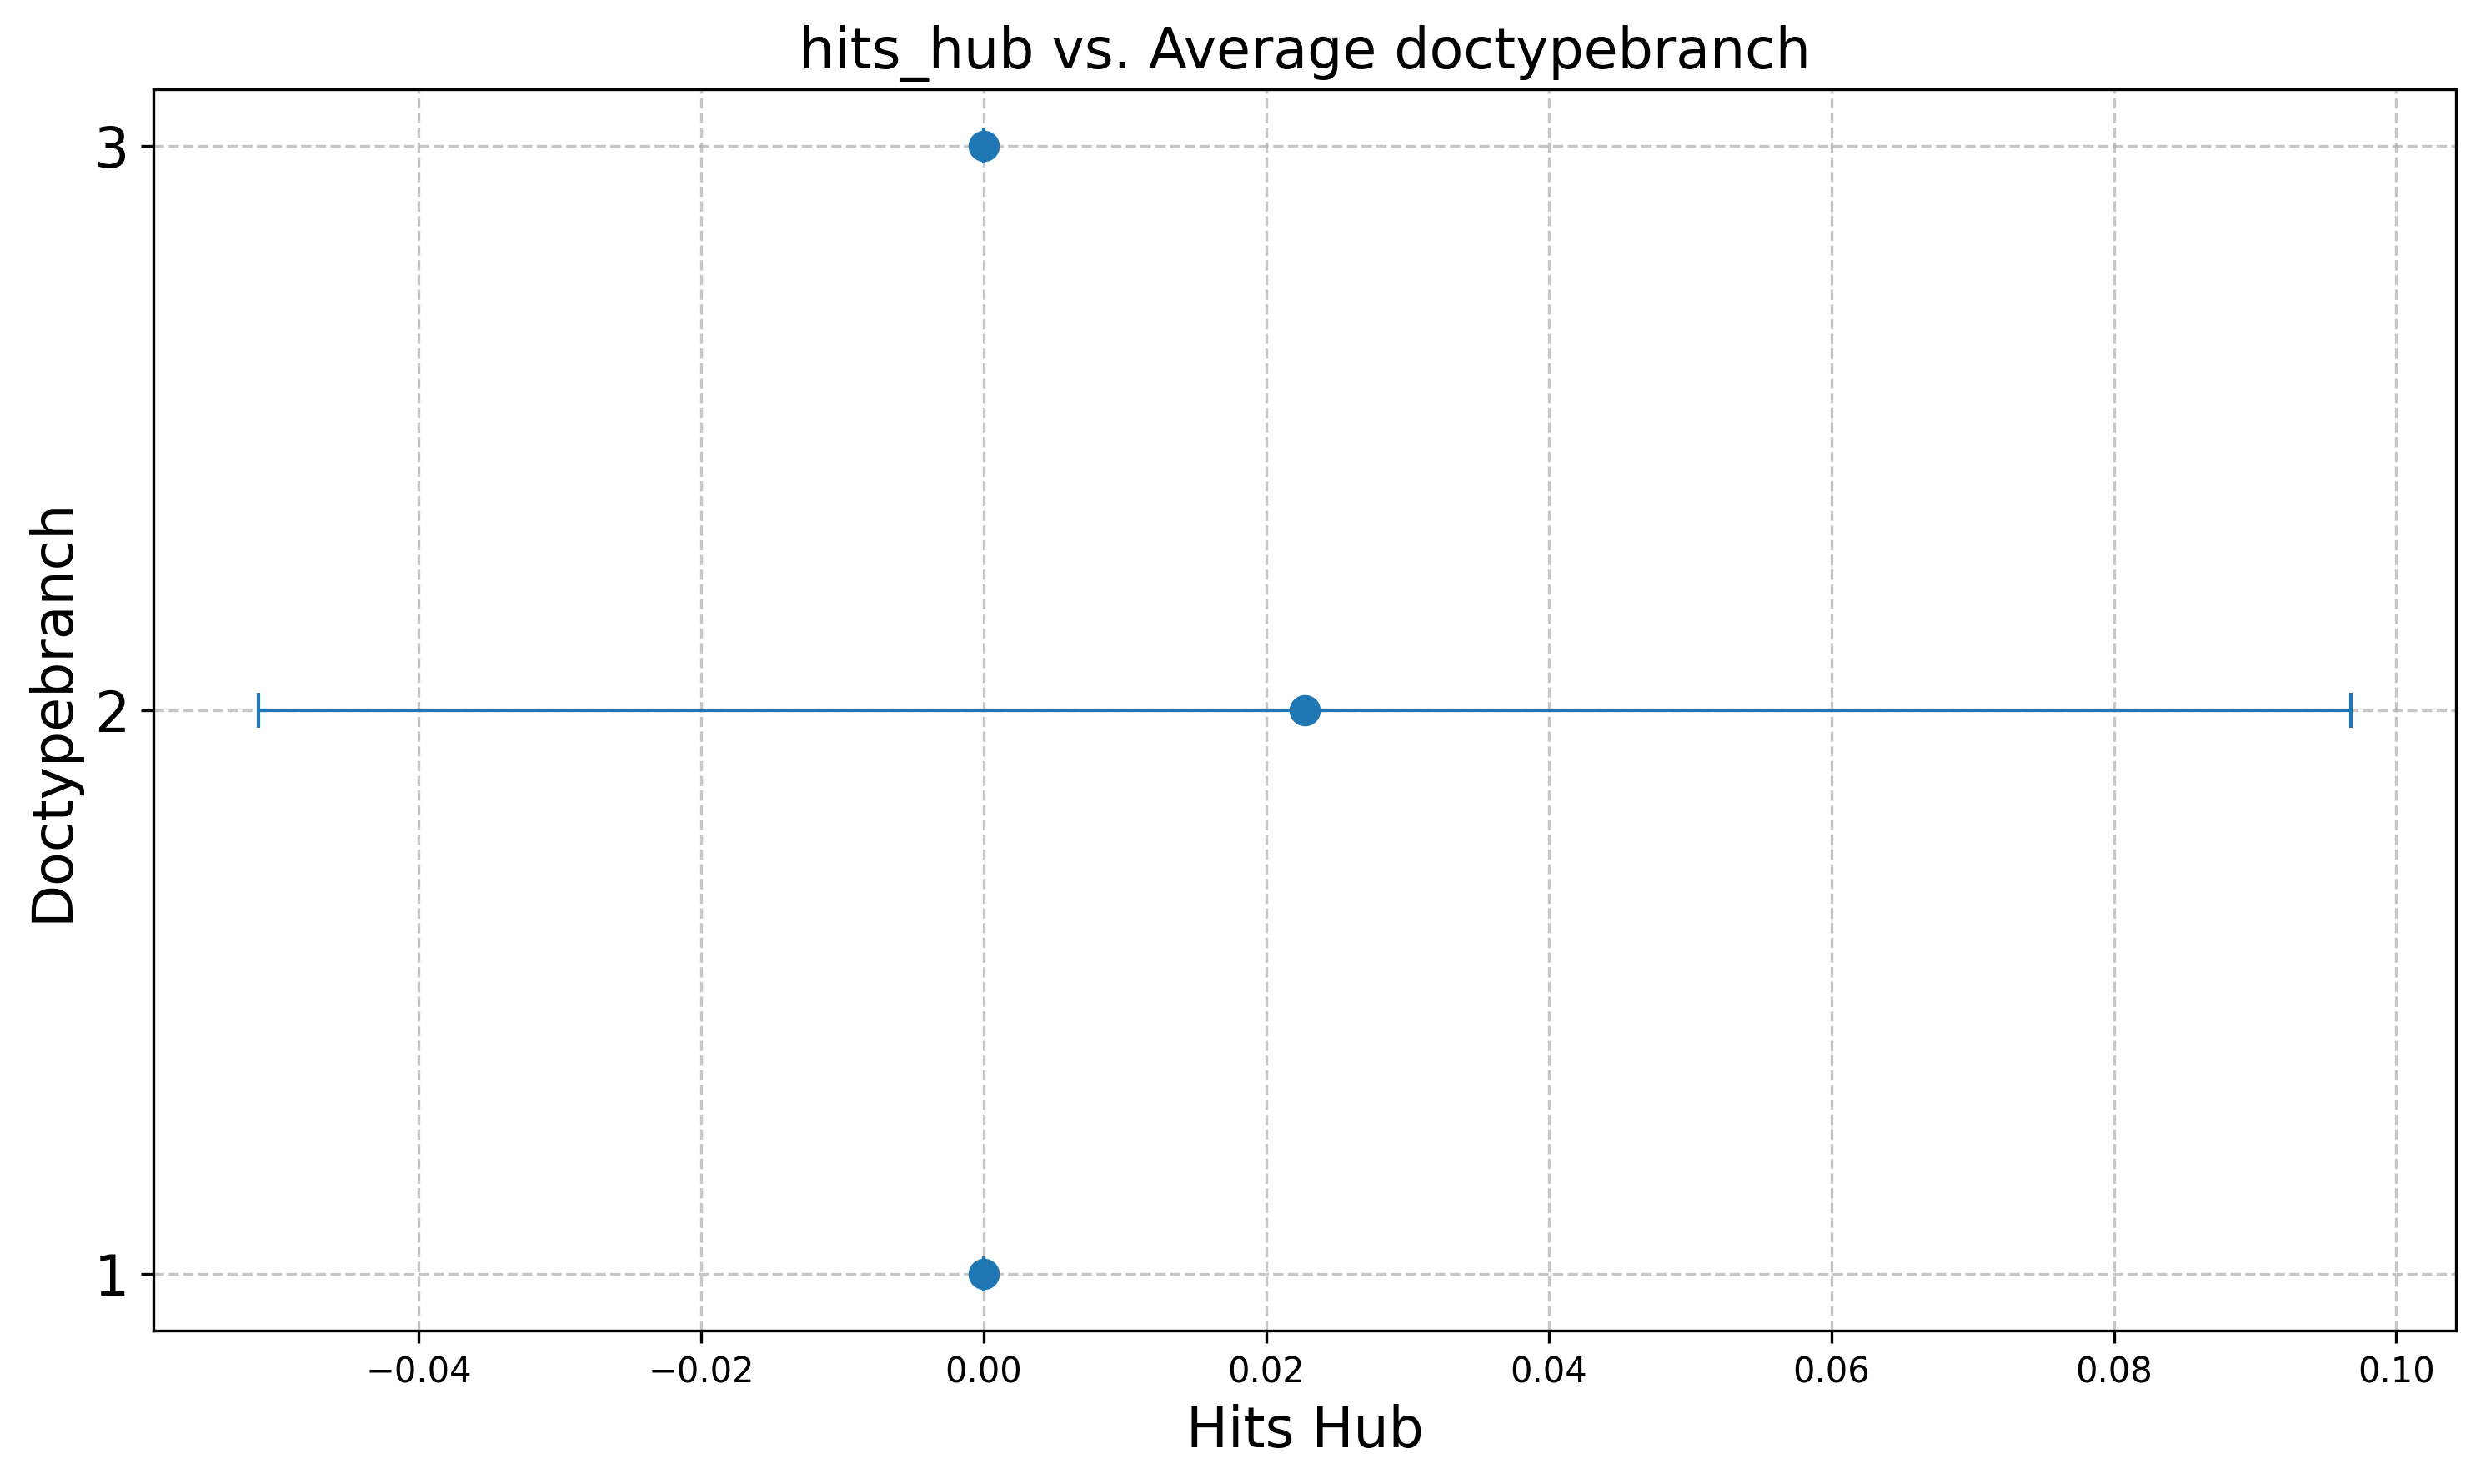 hits_hub vs. Average doctypebranch
Doctypebranch
3
2
1
−0.04 −0.02 0.00 0.02 0.04 0.06 0.08 0.10
Hits Hub